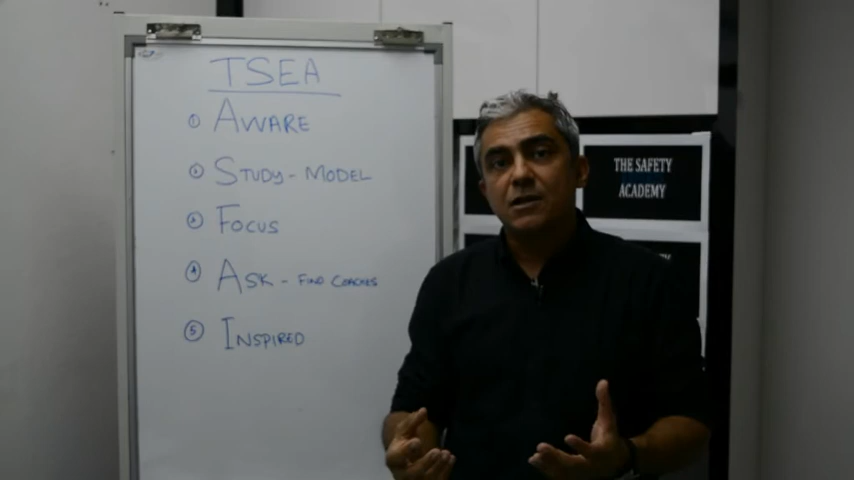 TSEA
① AWARE
② STUDY - MODEL
③ FOCUS
④ ASK - FIND COACHES
⑤ INSPIRED
THE SAFETY
ACADEMY